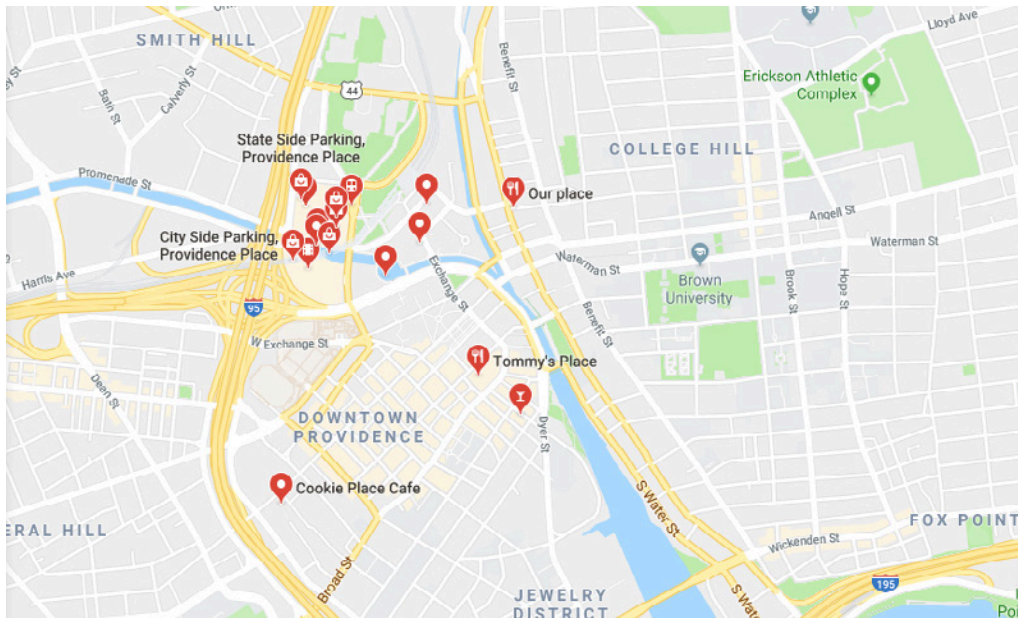 SMITH HILL
Lloyd Ave
Benefit St
Calverly St
Bath St
44
Erickson Athletic
Complex
State Side Parking,
Providence Place
COLLEGE HILL
Promenade St
Our place
Angell St
City Side Parking,
Providence Place
Waterman St
Waterman St
Harris Ave
Exchange St
Brown
University
Brook St
Hope St
95
Benefit St
W Exchange St
Tommy's Place
Dean St
DOWNTOWN
PROVIDENCE
Dyer St
Cookie Place Cafe
S Water St
ERAL HILL
FOX POINT
Wickenden St
Broad St
195
JEWELRY
DISTRICT
S Wate
Poi